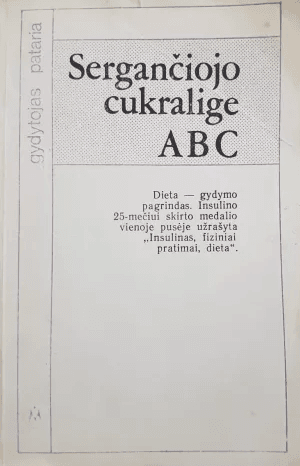 gydytojas pataria
Sergančiojo
cukralige
ABC
Dieta — gydymo
pagrindas. Insulino
25-mečiui skirto medalio
vienoje pusėje užrašyta
„Insulinas, fiziniai
pratimai, dieta“.